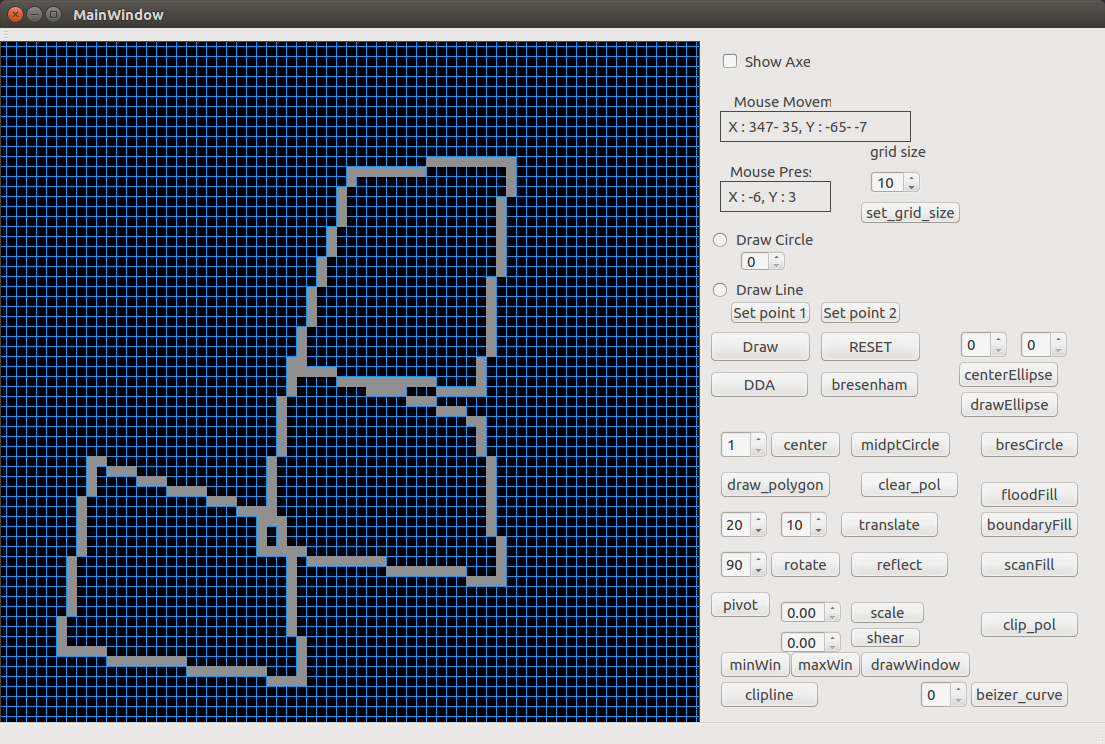 MainWindow
Show Axe
Mouse Movem
X : 347- 35, Y : -65- -7
grid size
Mouse Pres
10
X : -6, Y : 3
set_grid_size
Draw Circle
0
Draw Line
Set point 1 Set point 2
Draw RESET 0 0
centerEllipse
DDA bresenham
drawEllipse
1 center midptCircle bresCircle
draw_polygon clear_pol
floodFill
20 10 translate boundaryFill
90 rotate reflect scanFill
pivot
0.00 scale
clip_pol
0.00 shear
minWin maxWin drawWindow
clipline 0 beizer_curve